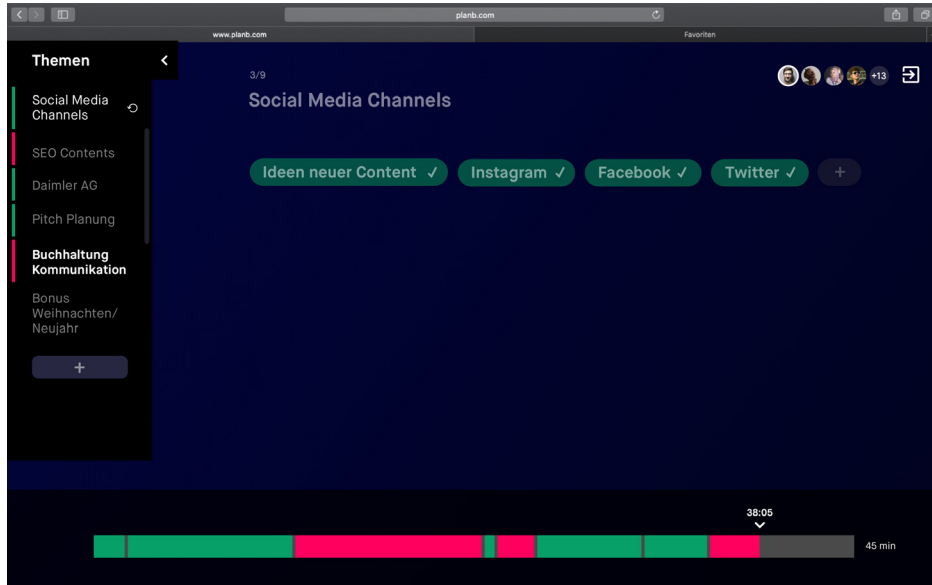 planb.com
www.planb.com
Favoriten
Themen
Social Media
Channels
SEO Contents
Daimler AG
Pitch Planung
Buchhaltung
Kommunikation
Bonus
Weihnachten/
Neujahr
+
3/9
Social Media Channels
+13
Ideen neuer Content ✓
Instagram ✓
Facebook ✓
Twitter ✓
+
38:05
45 min